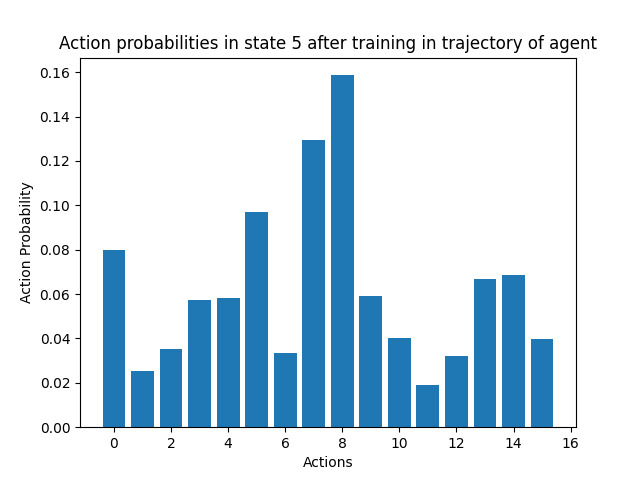 Action probabilities in state 5 after training in trajectory of agent
0.16
0.14
0.12
0.10
0.08
0.06
0.04
0.02
0.00
Action Probability
0 2 4 6 8 10 12 14 16
Actions